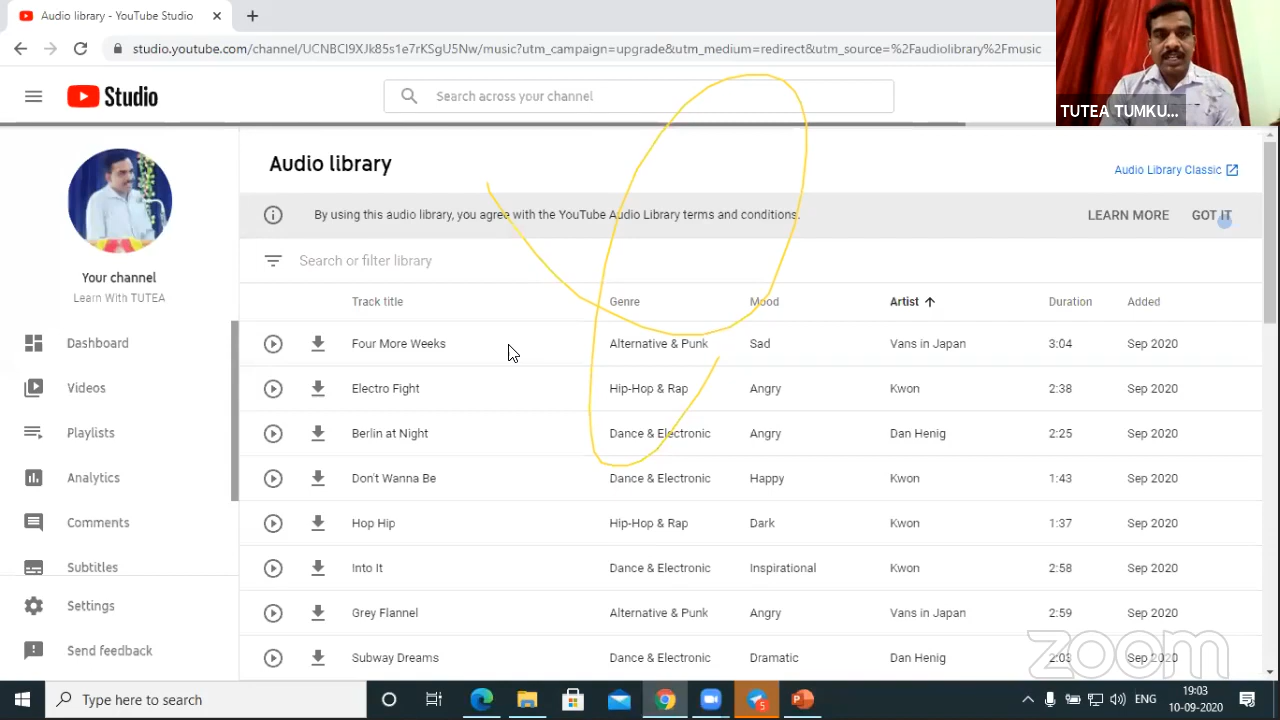 Audio library - YouTube Studio
studio.youtube.com/channel/UCNBCI9XJk85s1e7rKSgU5Nw/music?utm_campaign=upgrade&utm_medium=redirect&utm_source=%2Faudiolibrary%2Fmusic
TUTEA TUMKU...
Studio
Search across your channel
Audio library
Audio Library Classic
By using this audio library, you agree with the YouTube Audio Library terms and conditions.
LEARN MORE GOT IT
Search or filter library
Your channel
Learn With TUTEA
Dashboard
Videos
Playlists
Analytics
Comments
Subtitles
Settings
Send feedback
Track title Genre Mood Artist Duration Added
Four More Weeks Alternative & Punk Sad Vans in Japan 3:04 Sep 2020
Electro Fight Hip-Hop & Rap Angry Kwon 2:38 Sep 2020
Berlin at Night Dance & Electronic Angry Dan Henig 2:25 Sep 2020
Don't Wanna Be Dance & Electronic Happy Kwon 1:43 Sep 2020
Hop Hip Hip-Hop & Rap Dark Kwon 1:37 Sep 2020
Into It Dance & Electronic Inspirational Kwon 2:58 Sep 2020
Grey Flannel Alternative & Punk Angry Vans in Japan 2:59 Sep 2020
Subway Dreams Dance & Electronic Dramatic Dan Henig 2:03 Sep 2020
zoom
Type here to search
5
ENG
19:03
10-09-2020